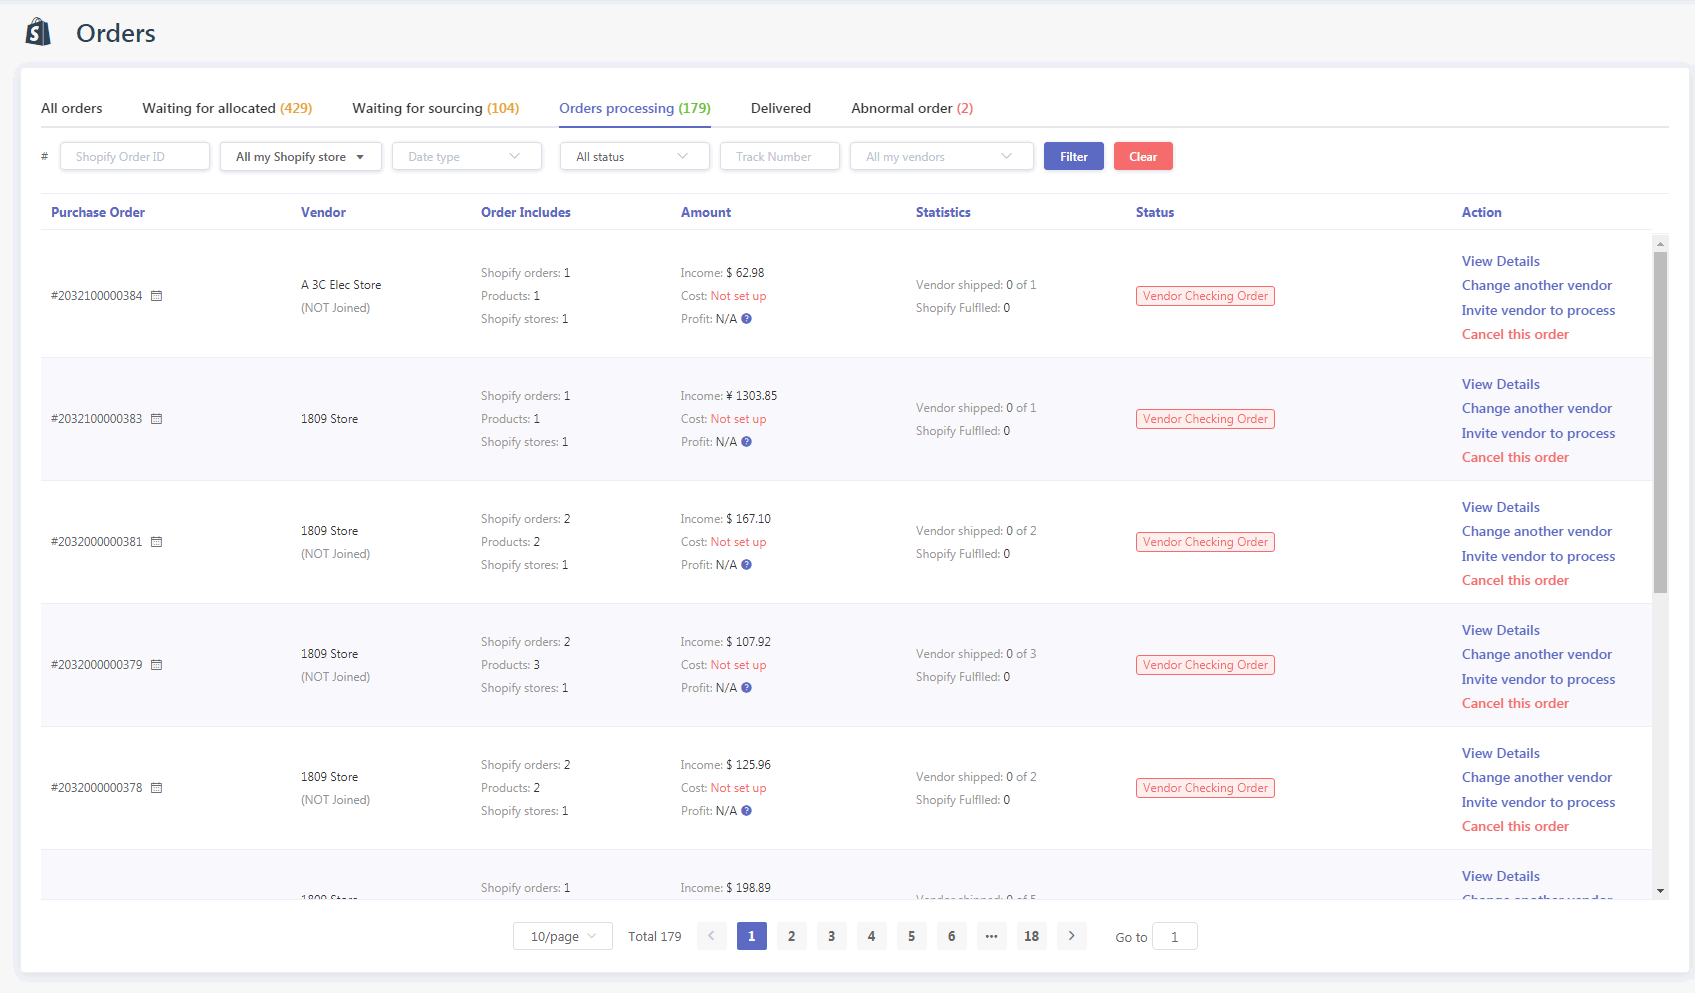 Orders
All orders Waiting for allocated (429) Waiting for sourcing (104) Orders processing (179) Delivered Abnormal order (2)
# Shopify Order ID All my Shopify store Date type All status Track Number All my vendors Filter Clear
Purchase Order Vendor Order Includes Amount Statistics Status Action
#2032100000384
A 3C Elec Store
(NOT Joined)
Shopify orders: 1
Products: 1
Shopify stores: 1
Income: $ 62.98
Cost: Not set up
Profit: N/A ?
Vendor shipped: 0 of 1
Shopify Fulflled: 0
Vendor Checking Order
View Details
Change another vendor
Invite vendor to process
Cancel this order
#2032100000383
1809 Store
Shopify orders: 1
Products: 1
Shopify stores: 1
Income: ¥ 1303.85
Cost: Not set up
Profit: N/A ?
Vendor shipped: 0 of 1
Shopify Fulflled: 0
Vendor Checking Order
View Details
Change another vendor
Invite vendor to process
Cancel this order
#2032000000381
1809 Store
(NOT Joined)
Shopify orders: 2
Products: 2
Shopify stores: 1
Income: $ 167.10
Cost: Not set up
Profit: N/A ?
Vendor shipped: 0 of 2
Shopify Fulflled: 0
Vendor Checking Order
View Details
Change another vendor
Invite vendor to process
Cancel this order
#2032000000379
1809 Store
(NOT Joined)
Shopify orders: 2
Products: 3
Shopify stores: 1
Income: $ 107.92
Cost: Not set up
Profit: N/A ?
Vendor shipped: 0 of 3
Shopify Fulflled: 0
Vendor Checking Order
View Details
Change another vendor
Invite vendor to process
Cancel this order
#2032000000378
1809 Store
(NOT Joined)
Shopify orders: 2
Products: 2
Shopify stores: 1
Income: $ 125.96
Cost: Not set up
Profit: N/A ?
Vendor shipped: 0 of 2
Shopify Fulflled: 0
Vendor Checking Order
View Details
Change another vendor
Invite vendor to process
Cancel this order
Shopify orders: 1
Income: $ 198.89
View Details
10/page Total 179 < 1 2 3 4 5 6 ••• 18 > Go to 1